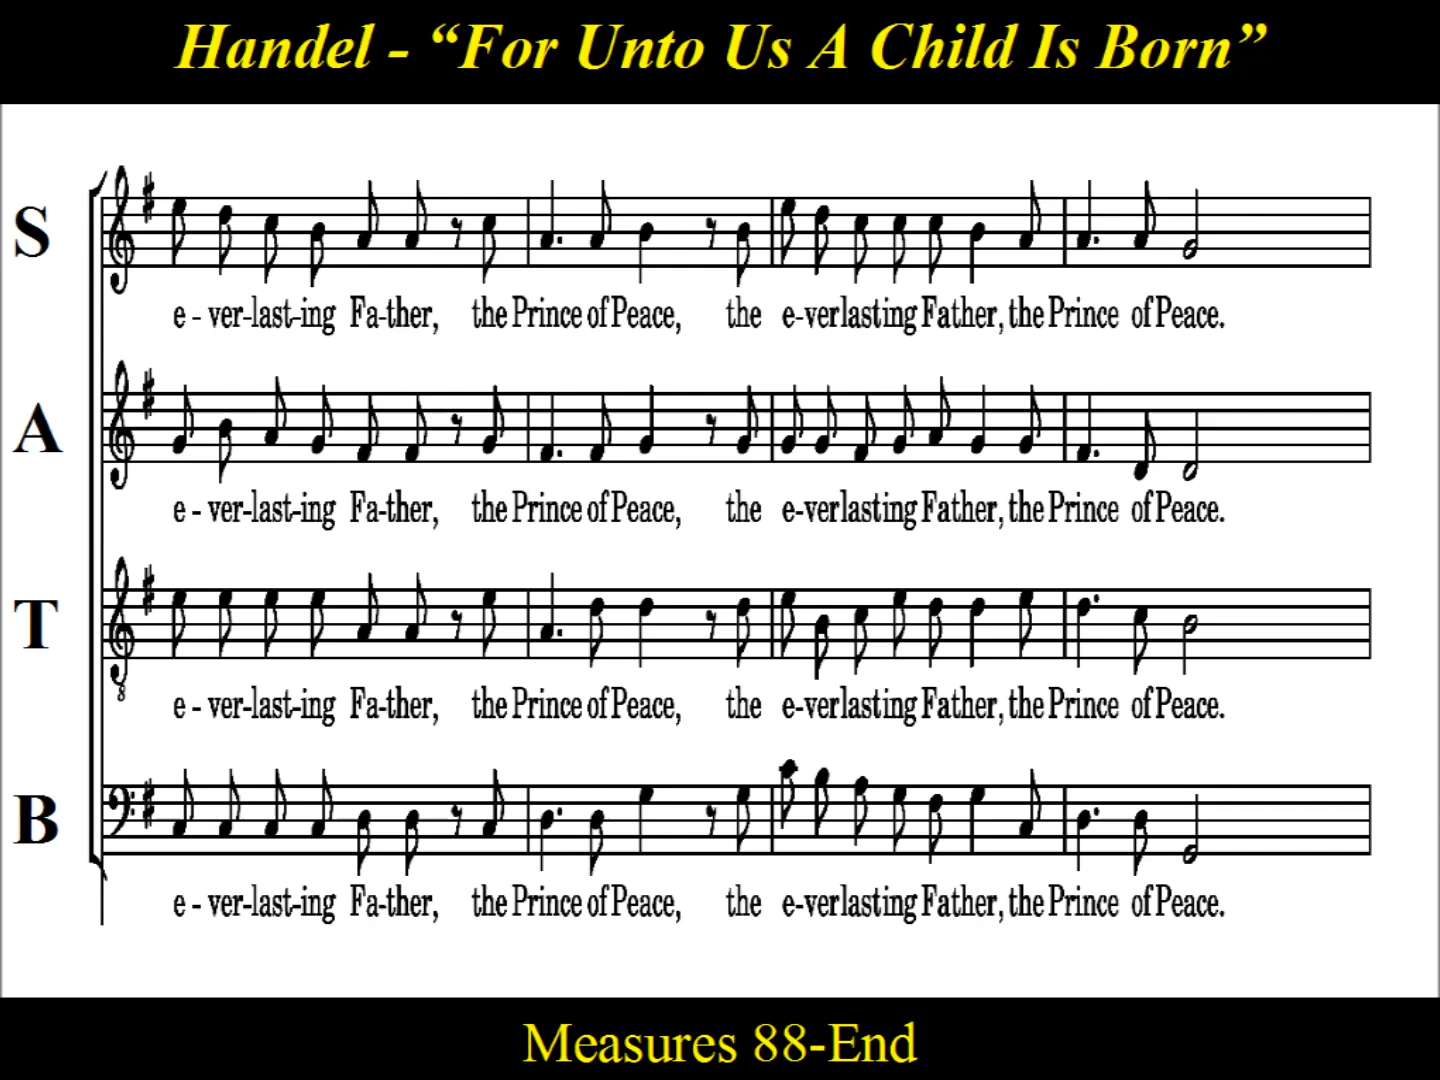 Handel - “For Unto Us A Child Is Born”
S
e - ver-last-ing Fa-ther, the Prince of Peace, the e-verlasting Father, the Prince of Peace.
A
e - ver-last-ing Fa-ther, the Prince of Peace, the e-verlasting Father, the Prince of Peace.
T
8
e - ver-last-ing Fa-ther, the Prince of Peace, the e-verlasting Father, the Prince of Peace.
B
e - ver-last-ing Fa-ther, the Prince of Peace, the e-verlasting Father, the Prince of Peace.
Measures 88-End